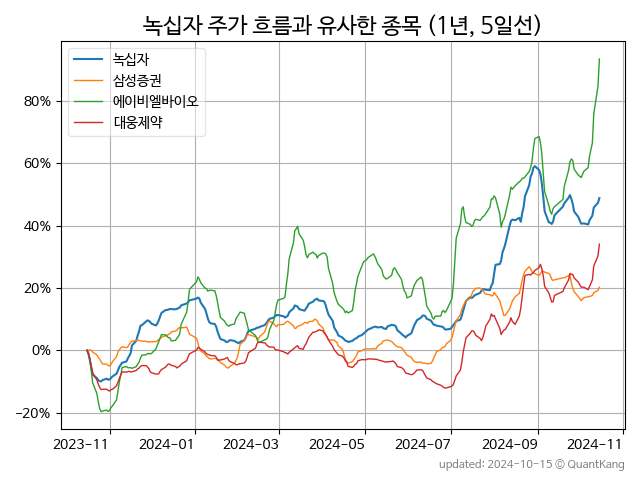 녹십자 주가 흐름과 유사한 종목 (1년, 5일선)
녹십자
삼성증권
에이비엘바이오
대웅제약
80%
60%
40%
20%
0%
−20%
2023-11 2024-01 2024-03 2024-05 2024-07 2024-09 2024-11
updated: 2024-10-15 © QuantKang